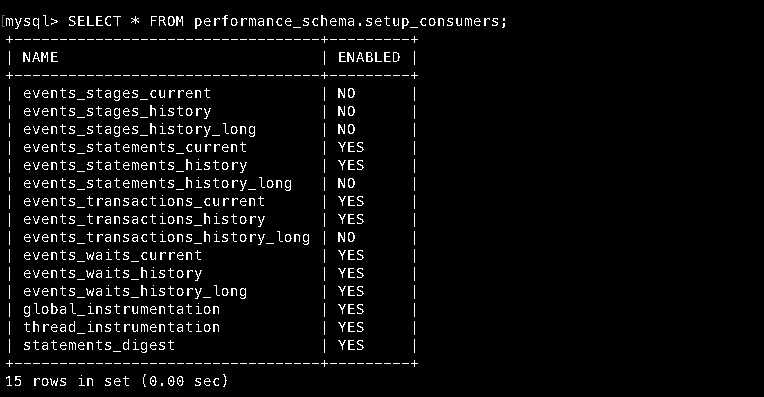 [mysql> SELECT * FROM performance_schema.setup_consumers;
+----------------------------------+---------+
| NAME                             | ENABLED |
+----------------------------------+---------+
| events_stages_current            | NO      |
| events_stages_history            | NO      |
| events_stages_history_long       | NO      |
| events_statements_current        | YES     |
| events_statements_history        | YES     |
| events_statements_history_long   | NO      |
| events_transactions_current      | YES     |
| events_transactions_history      | YES     |
| events_transactions_history_long | NO      |
| events_waits_current             | YES     |
| events_waits_history             | YES     |
| events_waits_history_long        | YES     |
| global_instrumentation           | YES     |
| thread_instrumentation           | YES     |
| statements_digest                | YES     |
+----------------------------------+---------+
15 rows in set (0.00 sec)